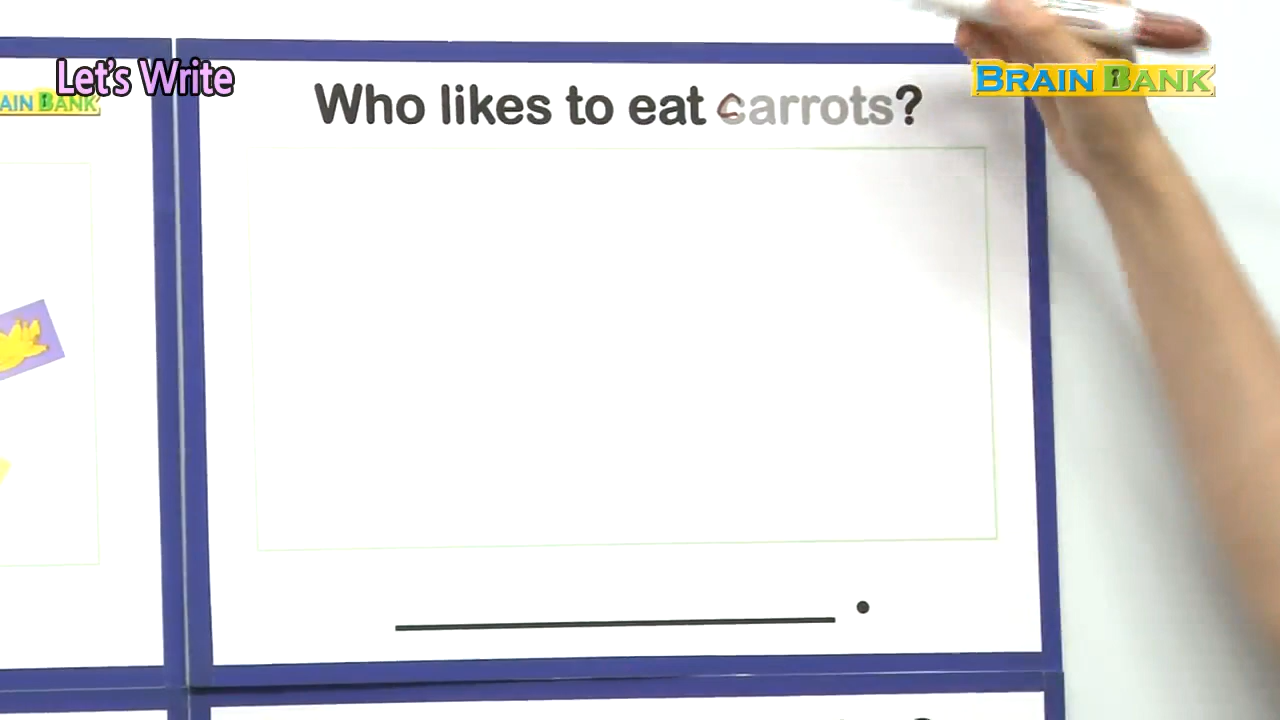 Let's Write
BRAIN BANK
AIN BANK
Who likes to eat carrots?
.